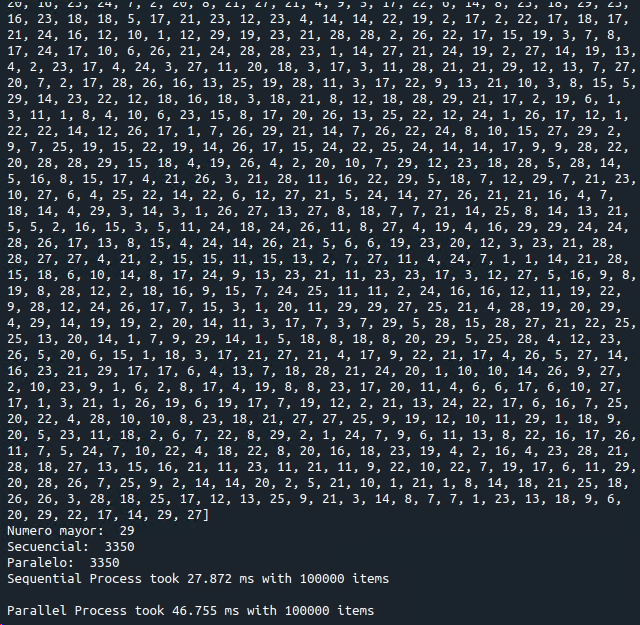 16, 23, 18, 18, 5, 17, 21, 23, 12, 23, 4, 14, 14, 22, 19, 2, 17, 2, 22, 17, 18, 17,
21, 24, 16, 12, 10, 1, 12, 29, 19, 23, 21, 28, 28, 2, 26, 22, 17, 15, 19, 3, 7, 8,
17, 24, 17, 10, 6, 26, 21, 24, 28, 28, 23, 1, 14, 27, 21, 24, 19, 2, 27, 14, 19, 13,
4, 2, 23, 17, 4, 24, 3, 27, 11, 20, 18, 3, 17, 3, 11, 28, 21, 21, 29, 12, 13, 7, 27,
20, 7, 2, 17, 28, 26, 16, 13, 25, 19, 28, 11, 3, 17, 22, 9, 13, 21, 10, 3, 8, 15, 5,
29, 14, 23, 22, 12, 18, 16, 18, 3, 18, 21, 8, 12, 18, 28, 29, 21, 17, 2, 19, 6, 1,
3, 11, 1, 8, 4, 10, 6, 23, 15, 8, 17, 20, 26, 13, 25, 22, 12, 24, 1, 26, 17, 12, 1,
22, 22, 14, 12, 26, 17, 1, 7, 26, 29, 21, 14, 7, 26, 22, 24, 8, 10, 15, 27, 29, 2,
9, 7, 25, 19, 15, 22, 19, 14, 26, 17, 15, 24, 22, 25, 24, 14, 14, 17, 9, 9, 28, 22,
20, 28, 28, 29, 15, 18, 4, 19, 26, 4, 2, 20, 10, 7, 29, 12, 23, 18, 28, 5, 28, 14,
5, 16, 8, 15, 17, 4, 21, 26, 3, 21, 28, 11, 16, 22, 29, 5, 18, 7, 12, 29, 7, 21, 23,
10, 27, 6, 4, 25, 22, 14, 22, 6, 12, 27, 21, 5, 24, 14, 27, 26, 21, 21, 16, 4, 7,
18, 14, 4, 29, 3, 14, 3, 1, 26, 27, 13, 27, 8, 18, 7, 7, 21, 14, 25, 8, 14, 13, 21,
5, 5, 2, 16, 15, 3, 5, 11, 24, 18, 24, 26, 11, 8, 27, 4, 19, 4, 16, 29, 29, 24, 24,
28, 26, 17, 13, 8, 15, 4, 24, 14, 26, 21, 5, 6, 6, 19, 23, 20, 12, 3, 23, 21, 28,
28, 27, 27, 4, 21, 2, 15, 15, 11, 15, 13, 2, 7, 27, 11, 4, 24, 7, 1, 1, 14, 21, 28,
15, 18, 6, 10, 14, 8, 17, 24, 9, 13, 23, 21, 11, 23, 23, 17, 3, 12, 27, 5, 16, 9, 8,
19, 8, 28, 12, 2, 18, 16, 9, 15, 7, 24, 25, 11, 11, 2, 24, 16, 16, 12, 11, 19, 22,
9, 28, 12, 24, 26, 17, 7, 15, 3, 1, 20, 11, 29, 29, 27, 25, 21, 4, 28, 19, 20, 29,
4, 29, 14, 19, 19, 2, 20, 14, 11, 3, 17, 7, 3, 7, 29, 5, 28, 15, 28, 27, 21, 22, 25,
25, 13, 20, 14, 1, 7, 9, 29, 14, 1, 5, 18, 8, 18, 8, 20, 29, 5, 25, 28, 4, 12, 23,
26, 5, 20, 6, 15, 1, 18, 3, 17, 21, 27, 21, 4, 17, 9, 22, 21, 17, 4, 26, 5, 27, 14,
16, 23, 21, 29, 17, 17, 6, 4, 13, 7, 18, 28, 21, 24, 20, 1, 10, 10, 14, 26, 9, 27,
2, 10, 23, 9, 1, 6, 2, 8, 17, 4, 19, 8, 8, 23, 17, 20, 11, 4, 6, 6, 17, 6, 10, 27,
17, 1, 3, 21, 1, 26, 19, 6, 19, 17, 7, 19, 12, 2, 21, 13, 24, 22, 17, 6, 16, 7, 25,
20, 22, 4, 28, 10, 10, 8, 23, 18, 21, 27, 27, 25, 9, 19, 12, 10, 11, 29, 1, 18, 9,
20, 5, 23, 11, 18, 2, 6, 7, 22, 8, 29, 2, 1, 24, 7, 9, 6, 11, 13, 8, 22, 16, 17, 26,
11, 7, 5, 24, 7, 10, 22, 4, 18, 22, 8, 20, 16, 18, 23, 19, 4, 2, 16, 4, 23, 28, 21,
28, 18, 27, 13, 15, 16, 21, 11, 23, 11, 21, 11, 9, 22, 10, 22, 7, 19, 17, 6, 11, 29,
20, 28, 26, 7, 25, 9, 2, 14, 14, 20, 2, 5, 21, 10, 1, 21, 1, 8, 14, 18, 21, 25, 18,
26, 26, 3, 28, 18, 25, 17, 12, 13, 25, 9, 21, 3, 14, 8, 7, 7, 1, 23, 13, 18, 9, 6,
20, 29, 22, 17, 14, 29, 27]
Numero mayor:  29
Secuencial:  3350
Paralelo:  3350
Sequential Process took 27.872 ms with 100000 items
Parallel Process took 46.755 ms with 100000 items